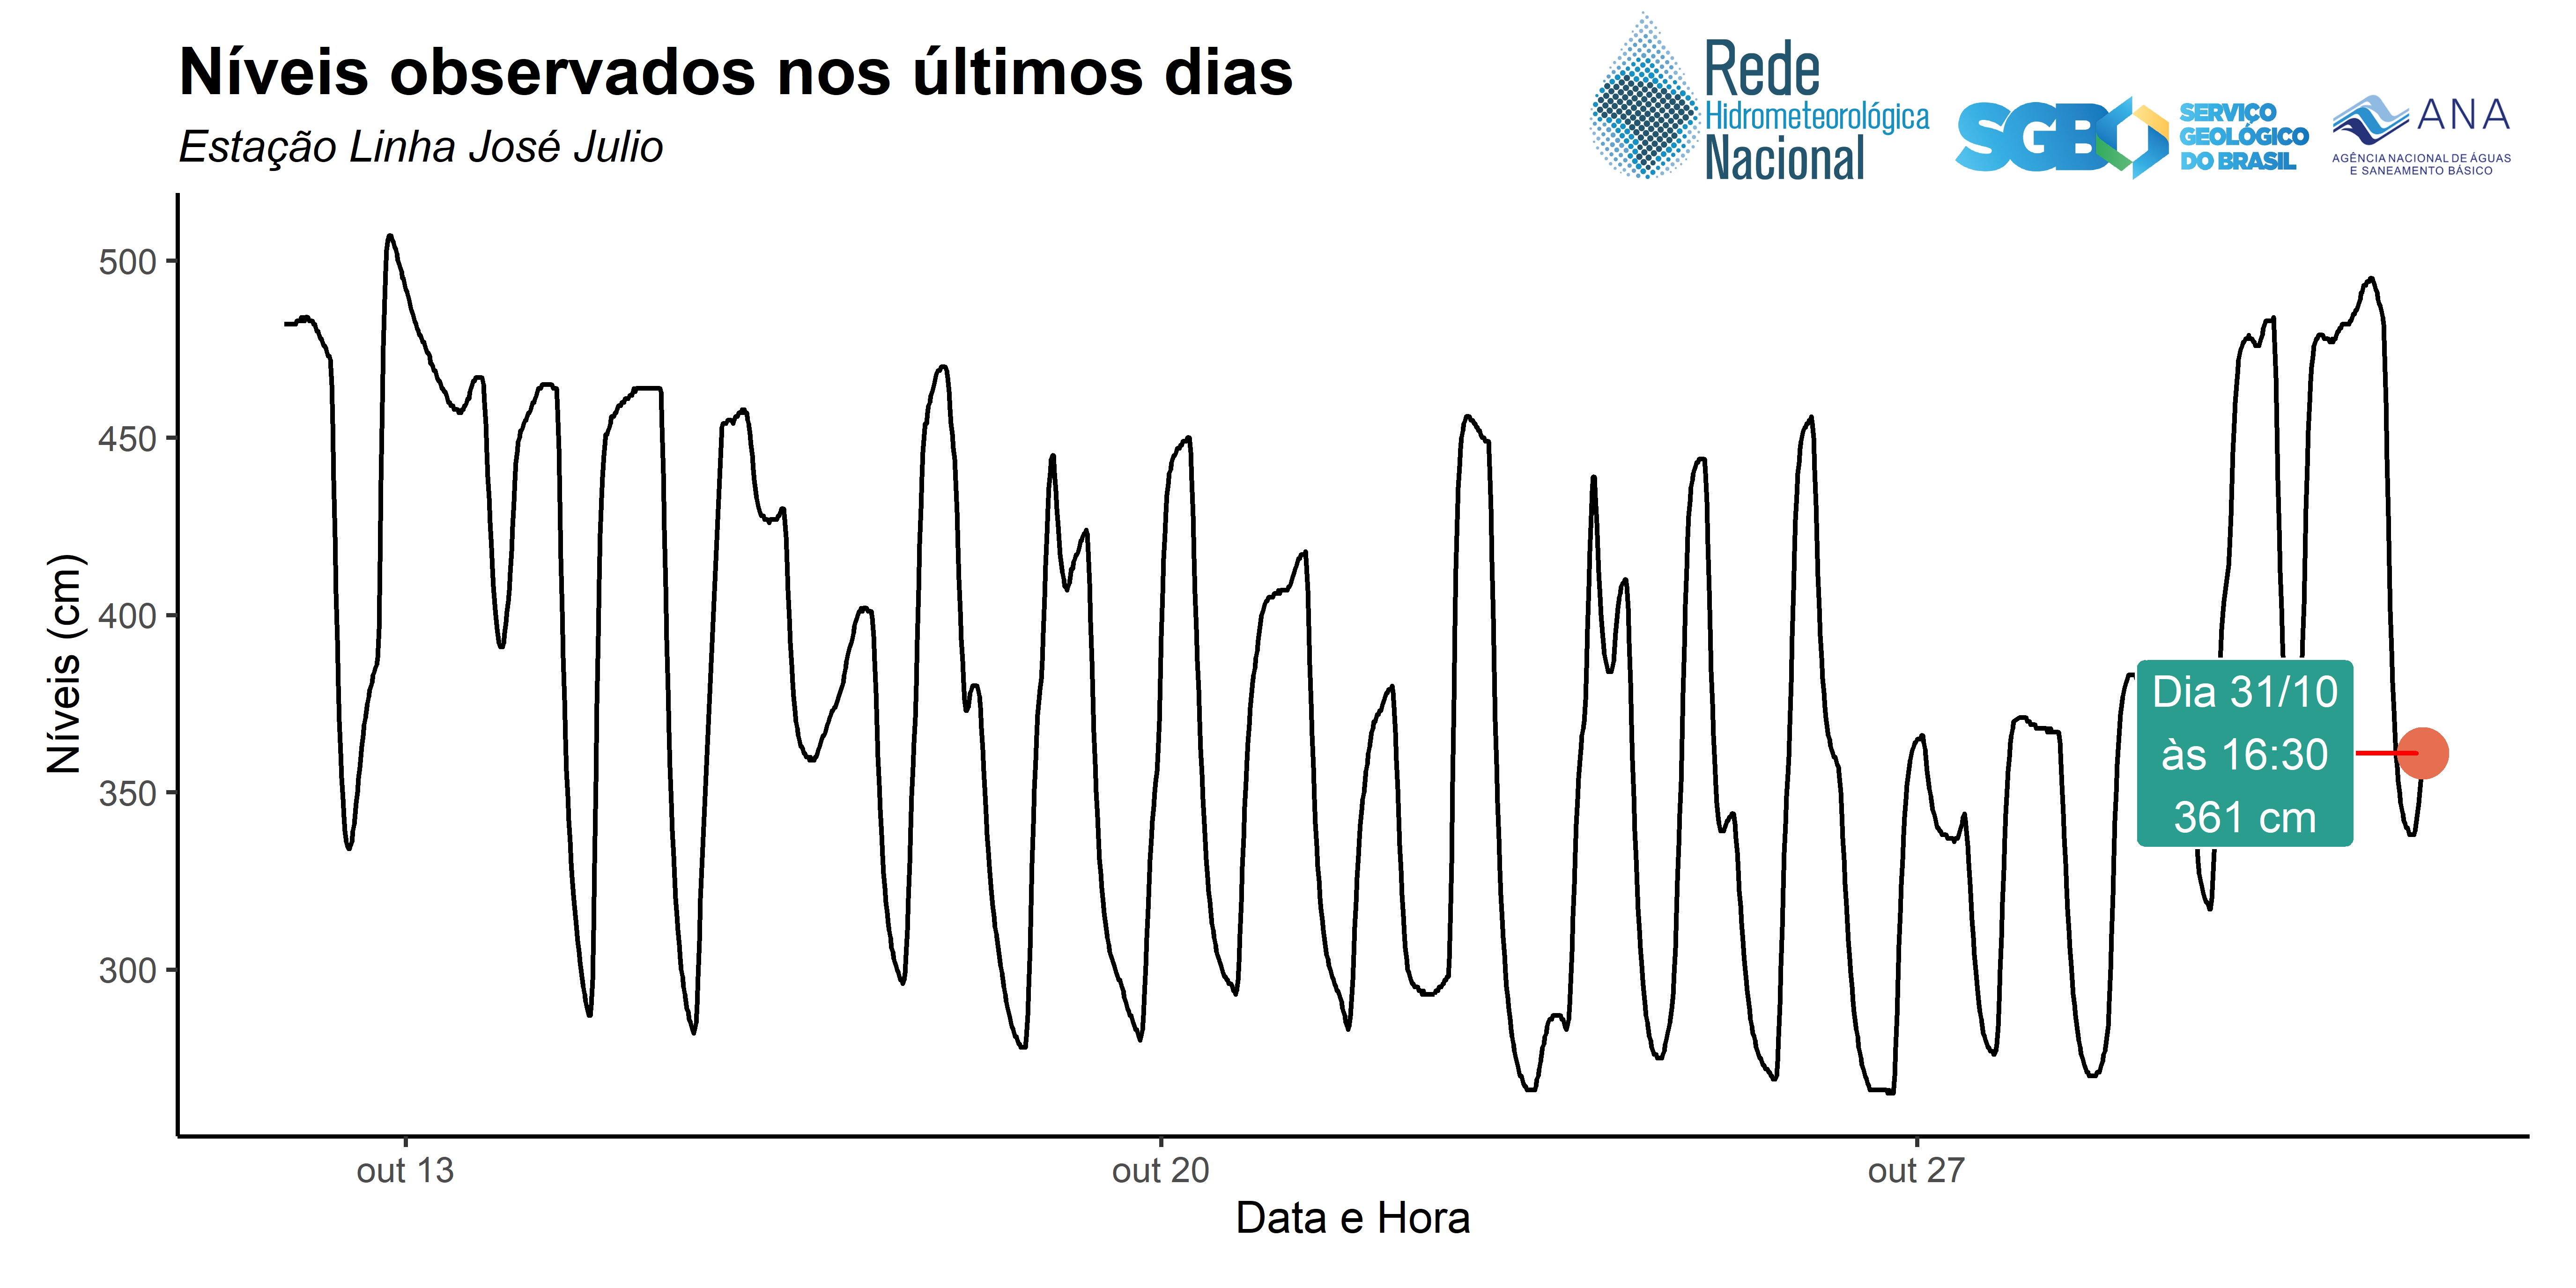 Níveis observados nos últimos dias
Estação Linha José Julio
Rede
Hidrometeorológica
Nacional
SGB
SERVIÇO
GEOLÓGICO
DO BRASIL
ANA
AGÊNCIA NACIONAL DE ÁGUAS
E SANEAMENTO BÁSICO
Níveis (cm)
500
450
400
350
300
Dia 31/10
às 16:30
361 cm
out 13
out 20
out 27
Data e Hora